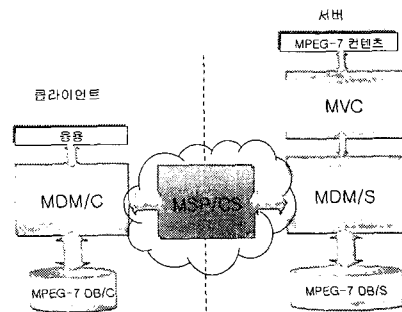 서버
MPEG-7 컨텐츠
MVC
클라이언트
응용
MDM/C
MSP/CS
MDM/S
MPEG-7 DB/C
MPEG-7 DB/S